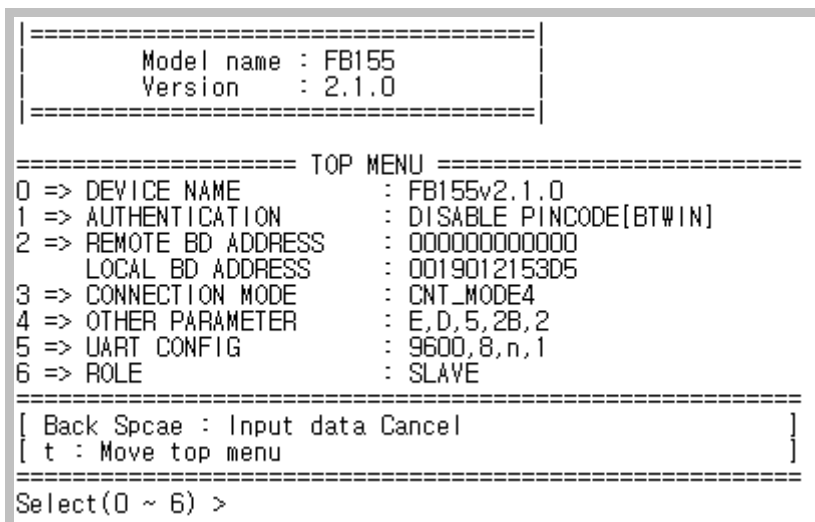 |====================================|
| Model name : FB155 |
| Version : 2.1.0 |
|====================================|
==================== TOP MENU ==========================
0 => DEVICE NAME : FB155v2.1.0
1 => AUTHENTICATION : DISABLE PINCODE[BTWIN]
2 => REMOTE BD ADDRESS : 000000000000
LOCAL BD ADDRESS : 0019012153D5
3 => CONNECTION MODE : CNT_MODE4
4 => OTHER PARAMETER : E,D,5,2B,2
5 => UART CONFIG : 9600,8,n,1
6 => ROLE : SLAVE
========================================================
[ Back Spcae : Input data Cancel ]
[ t : Move top menu ]
========================================================
Select(0 ~ 6) >